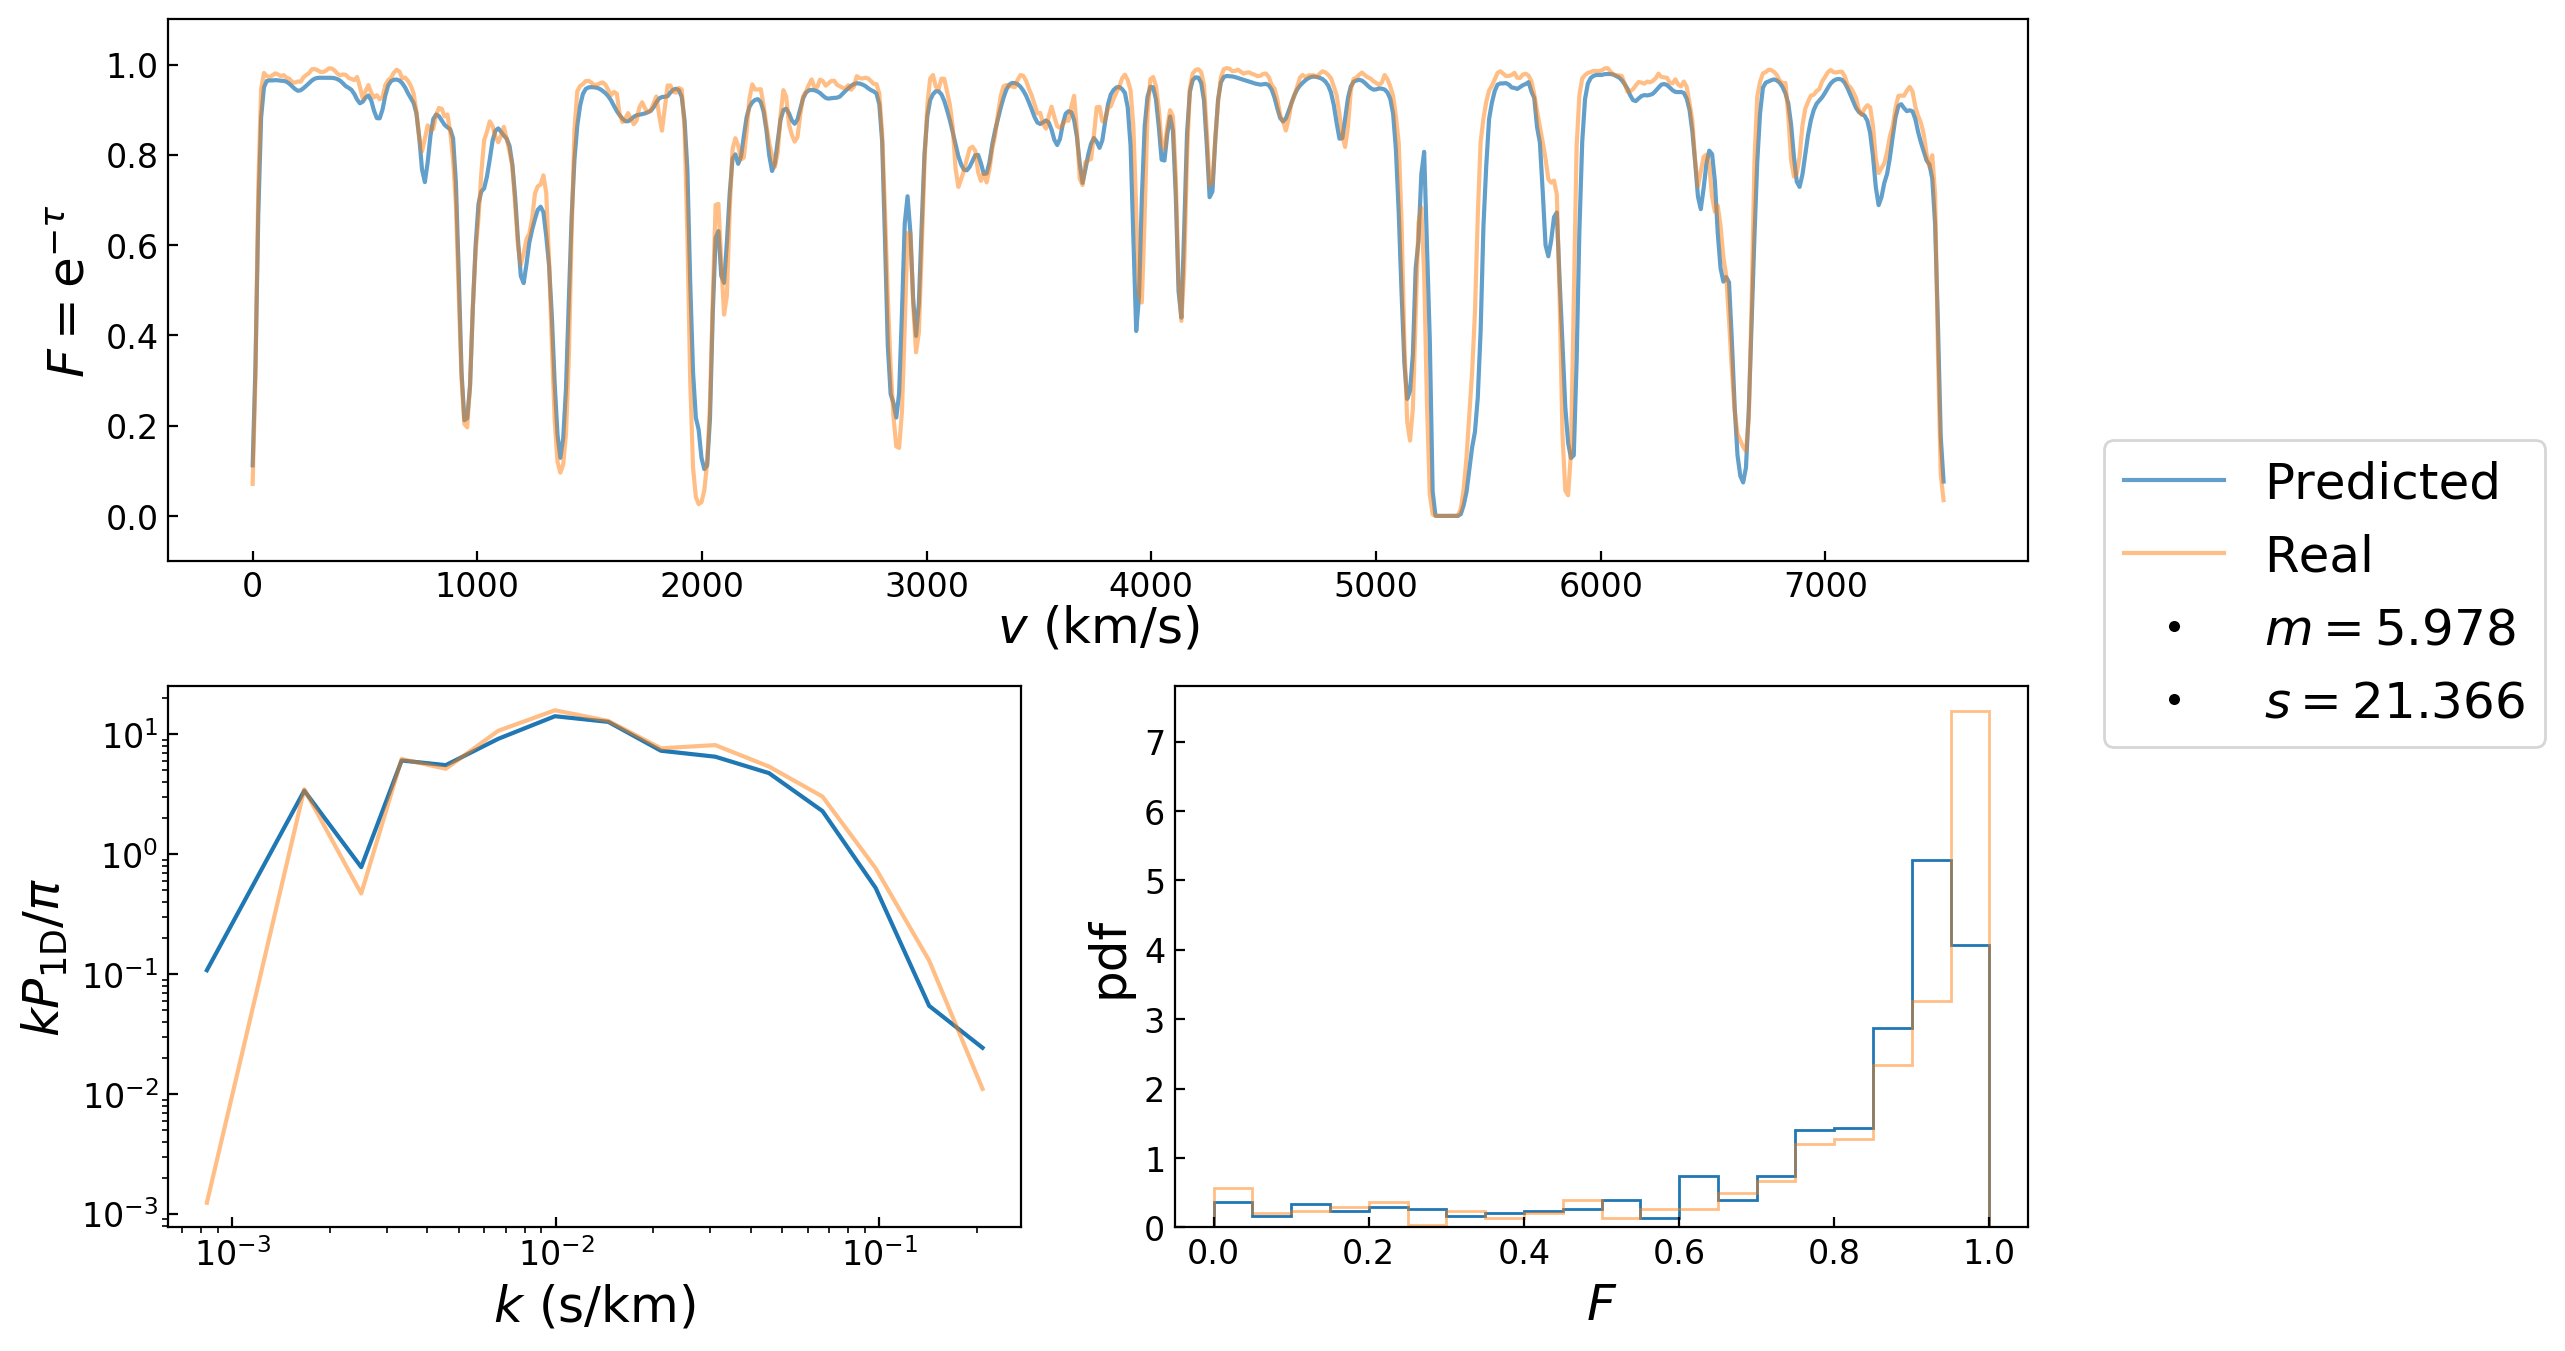 F = e^{−τ}
1.0
0.8
0.6
0.4
0.2
0.0
0 1000 2000 3000 4000 5000 6000 7000
v (km/s)
Predicted
Real
m = 5.978
s = 21.366
kP_{1D}/π
10^1
10^0
10^{−1}
10^{−2}
10^{−3}
10^{−3} 10^{−2} 10^{−1}
k (s/km)
pdf
7
6
5
4
3
2
1
0
0.0 0.2 0.4 0.6 0.8 1.0
F